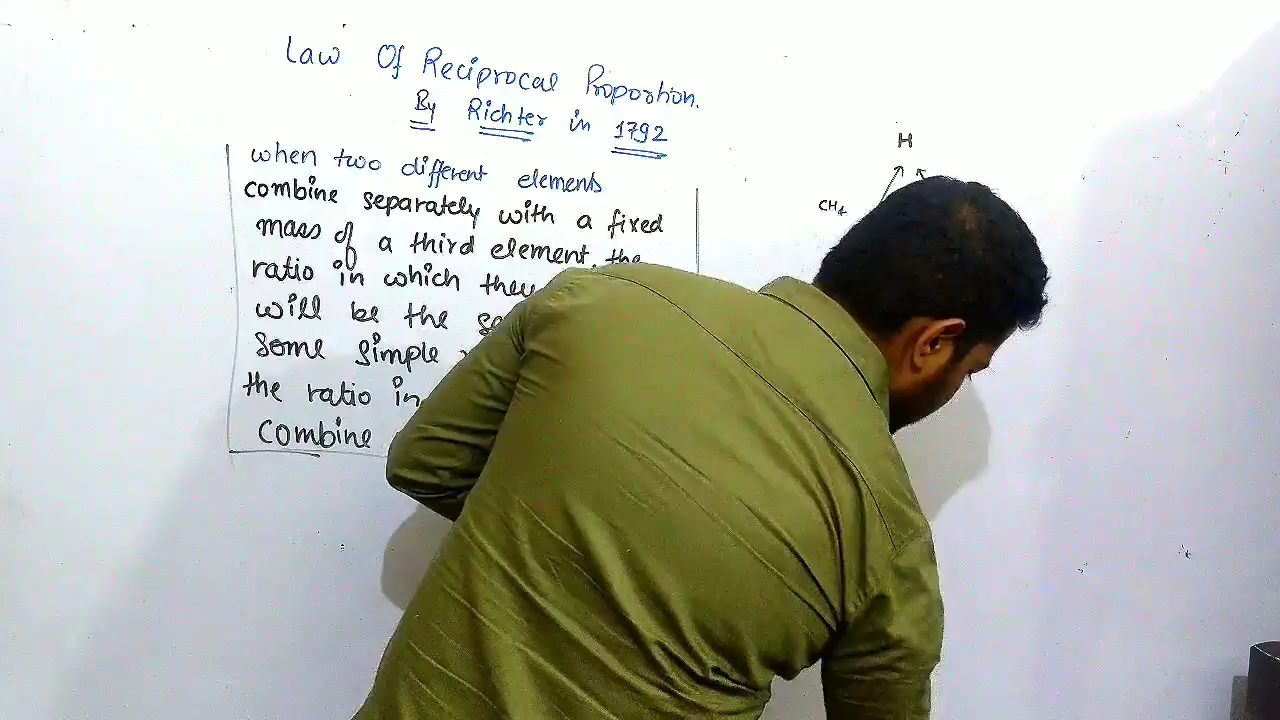 Law Of Reciprocal Proportion.
By Richter in 1792
when two different elements
combine separately with a fixed
mass of a third element, the
ratio in which they
will be the
some simple
the ratio in
Combine
H
CH4